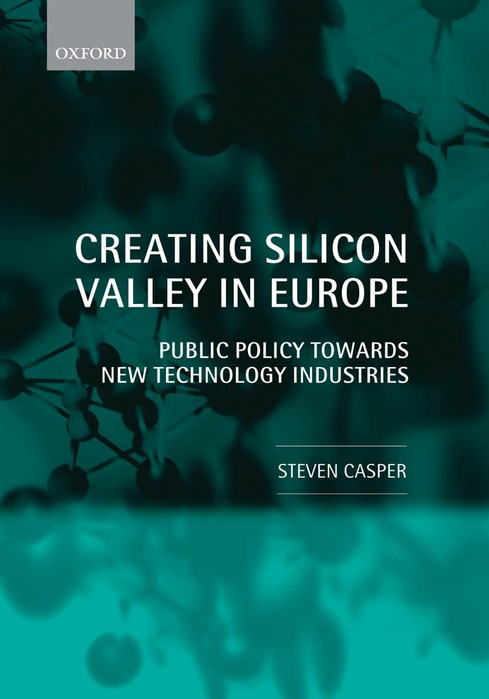 OXFORD
CREATING SILICON
VALLEY IN EUROPE
PUBLIC POLICY TOWARDS
NEW TECHNOLOGY INDUSTRIES
STEVEN CASPER